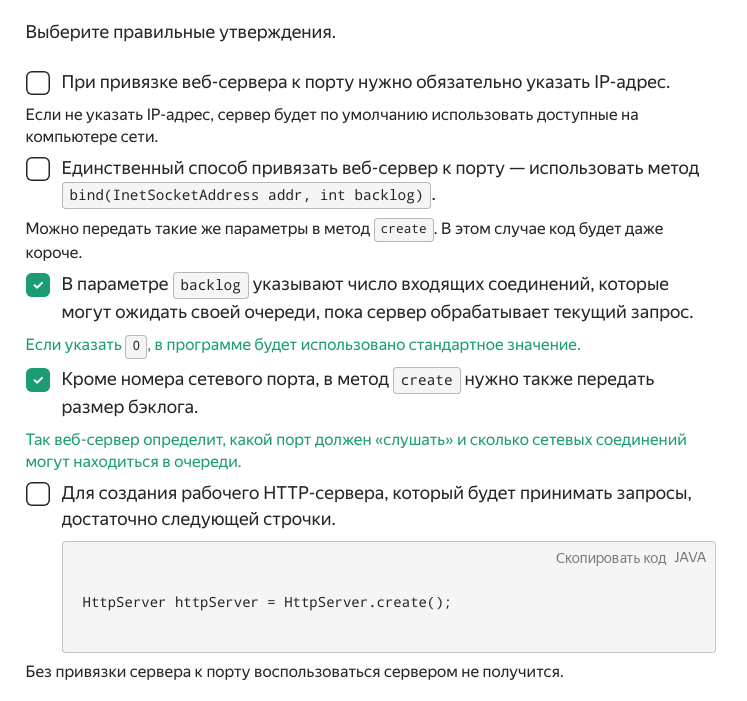 Выберите правильные утверждения.
При привязке веб-сервера к порту нужно обязательно указать IP-адрес.
Если не указать IP-адрес, сервер будет по умолчанию использовать доступные на
компьютере сети.
Единственный способ привязать веб-сервер к порту — использовать метод
bind(InetSocketAddress addr, int backlog).
Можно передать такие же параметры в метод create. В этом случае код будет даже
короче.
В параметре backlog указывают число входящих соединений, которые
могут ожидать своей очереди, пока сервер обрабатывает текущий запрос.
Если указать 0, в программе будет использовано стандартное значение.
Кроме номера сетевого порта, в метод create нужно также передать
размер бэклога.
Так веб-сервер определит, какой порт должен «слушать» и сколько сетевых соединений
могут находиться в очереди.
Для создания рабочего HTTP-сервера, который будет принимать запросы,
достаточно следующей строчки.
Скопировать код JAVA
HttpServer httpServer = HttpServer.create();
Без привязки сервера к порту воспользоваться сервером не получится.